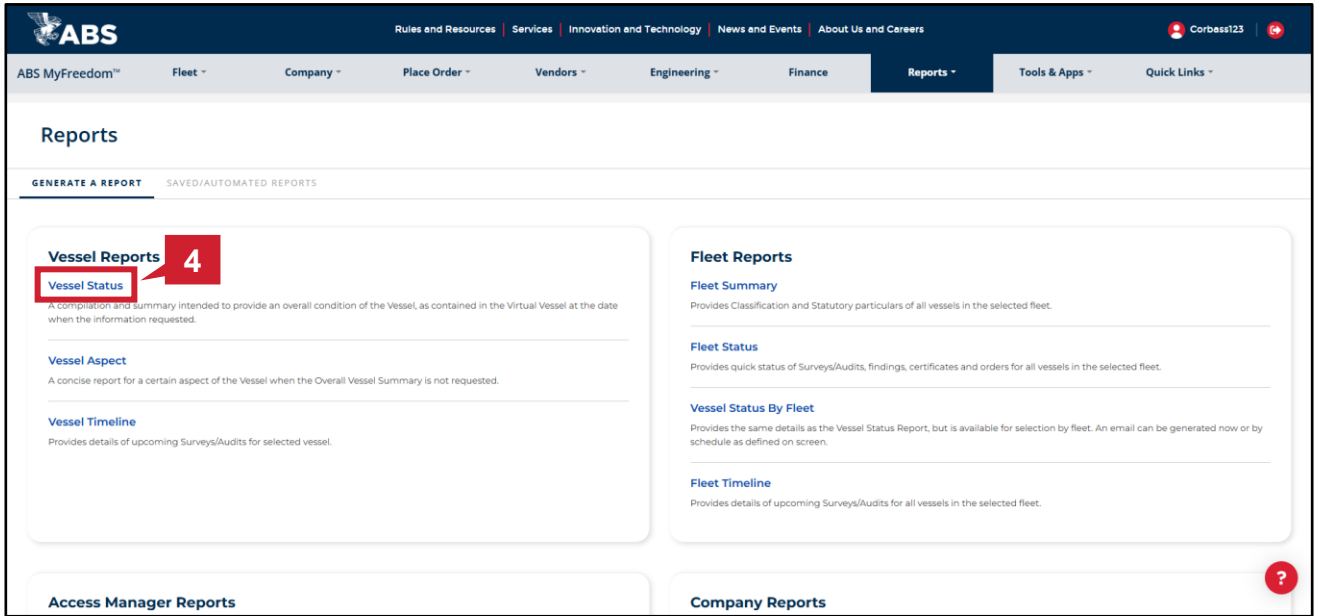 ABS
Rules and Resources | Services | Innovation and Technology | News and Events | About Us and Careers
Corbass123
ABS MyFreedom™ Fleet Company Place Order Vendors Engineering Finance Reports Tools & Apps Quick Links
Reports
GENERATE A REPORT SAVED/AUTOMATED REPORTS
Vessel Reports
4
Vessel Status
A compilation and summary intended to provide an overall condition of the Vessel, as contained in the Virtual Vessel at the date
when the information requested.
Vessel Aspect
A concise report for a certain aspect of the Vessel when the Overall Vessel Summary is not requested.
Vessel Timeline
Provides details of upcoming Surveys/Audits for selected vessel.
Fleet Reports
Fleet Summary
Provides Classification and Statutory particulars of all vessels in the selected fleet.
Fleet Status
Provides quick status of Surveys/Audits, findings, certificates and orders for all vessels in the selected fleet.
Vessel Status By Fleet
Provides the same details as the Vessel Status Report, but is available for selection by fleet. An email can be generated now or by
schedule as defined on screen.
Fleet Timeline
Provides details of upcoming Surveys/Audits for all vessels in the selected fleet.
?
Access Manager Reports
Company Reports